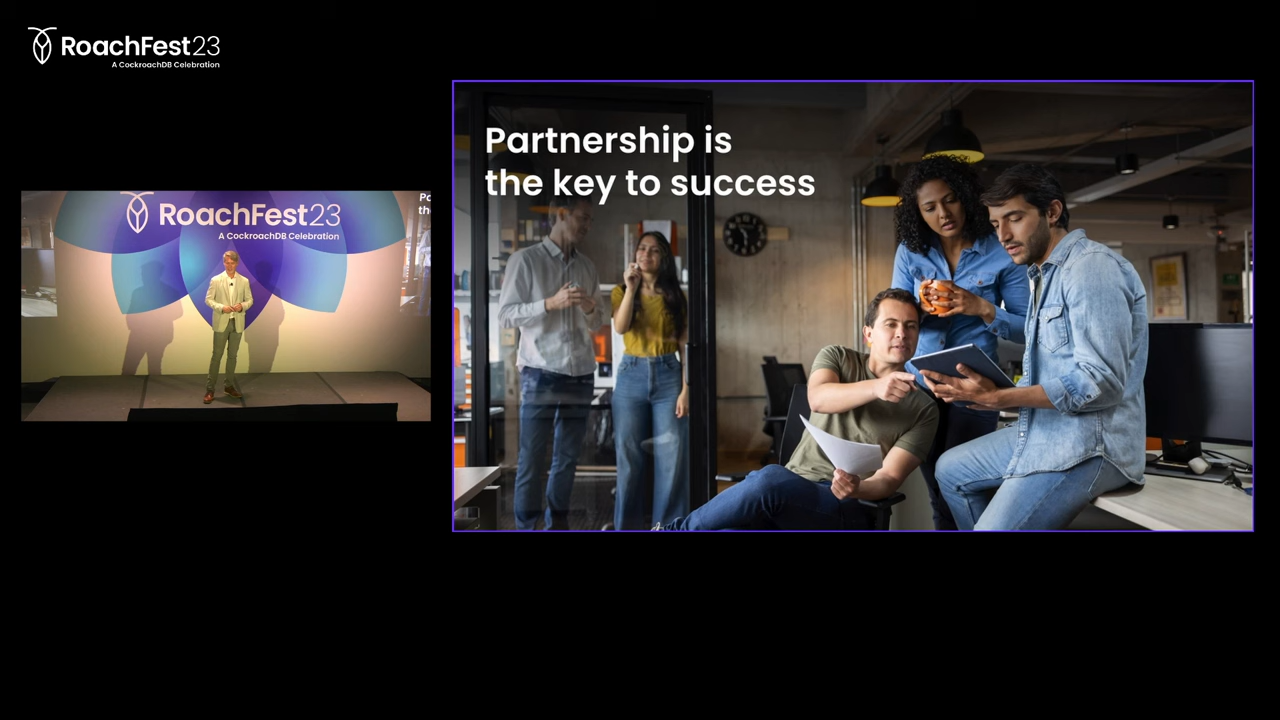 RoachFest23
A CockroachDB Celebration
RoachFest23
A CockroachDB Celebration
Partnership is
the key to success